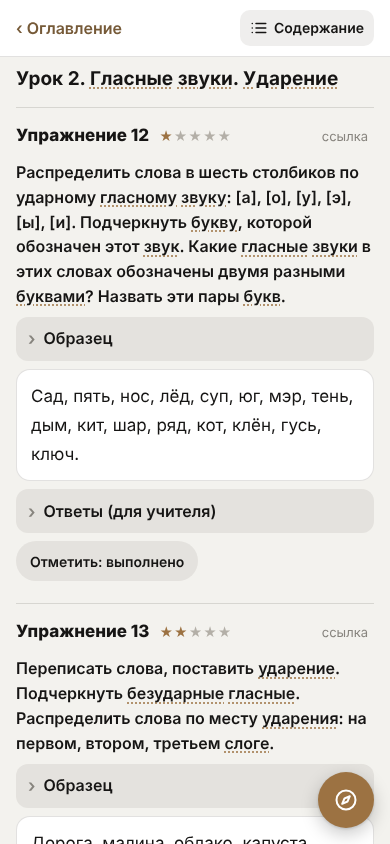 ‹ Оглавление
Содержание
Урок 2. Гласные звуки. Ударение
Упражнение 12 ★★★★★ ссылка
Распределить слова в шесть столбиков по
ударному гласному звуку: [а], [о], [у], [э],
[ы], [и]. Подчеркнуть букву, которой
обозначен этот звук. Какие гласные звуки в
этих словах обозначены двумя разными
буквами? Назвать эти пары букв.
› Образец
Сад, пять, нос, лёд, суп, юг, мэр, тень,
дым, кит, шар, ряд, кот, клён, гусь,
ключ.
› Ответы (для учителя)
Отметить: выполнено
Упражнение 13 ★★★★★ ссылка
Переписать слова, поставить ударение.
Подчеркнуть безударные гласные.
Распределить слова по месту ударения: на
первом, втором, третьем слоге.
› Образец
Дорога, малина, облако, капуста,